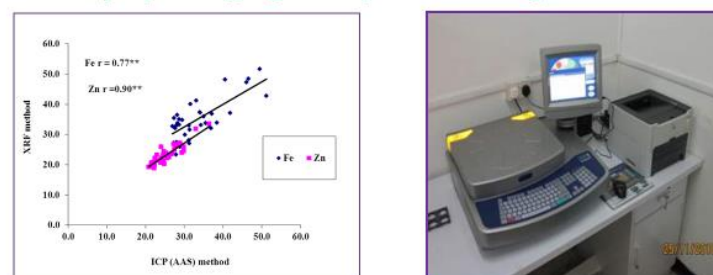 Fe r = 0.77**
Zn r =0.90**
XRF method
60.0
50.0
40.0
30.0
20.0
10.0
0.0
0.0 10.0 20.0 30.0 40.0 50.0 60.0
ICP (AAS) method
Fe Zn